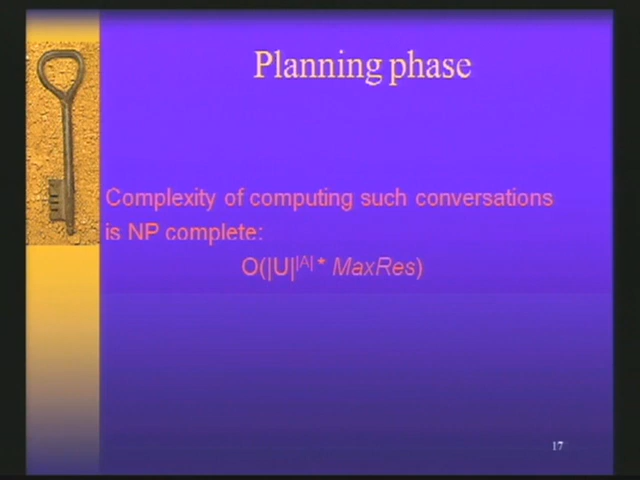 Planning phase
Complexity of computing such conversations
is NP complete:
O(|U|^|A| * MaxRes)
17